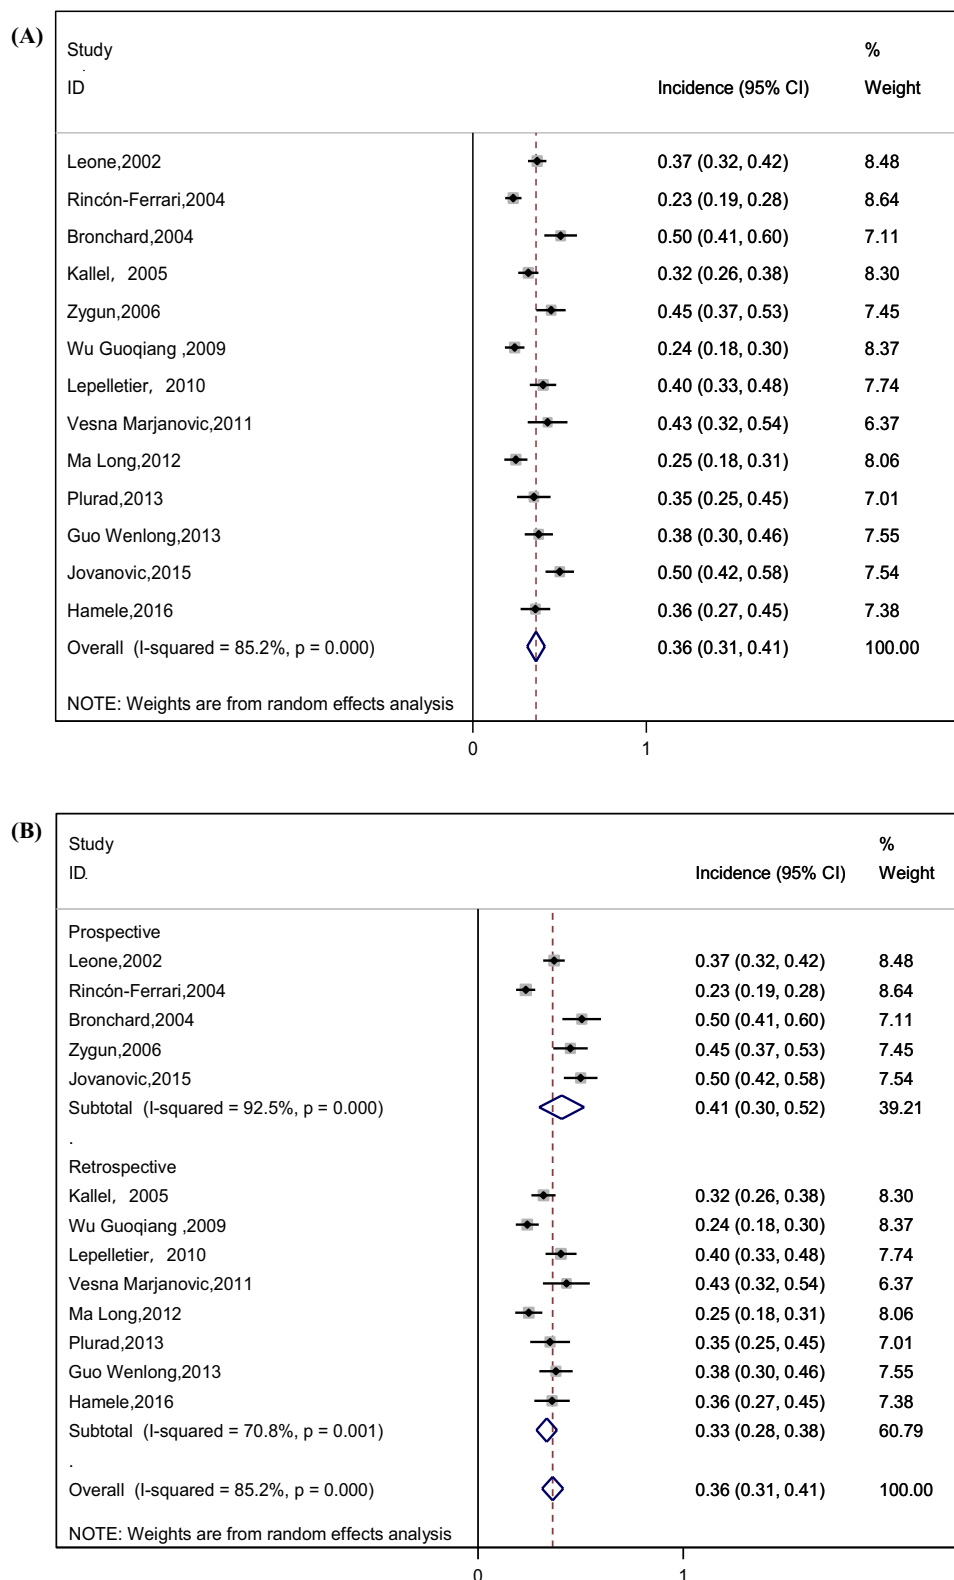 (A)
Study %
ID Incidence (95% CI) Weight
Leone,2002 0.37 (0.32, 0.42) 8.48
Rincón-Ferrari,2004 0.23 (0.19, 0.28) 8.64
Bronchard,2004 0.50 (0.41, 0.60) 7.11
Kallel, 2005 0.32 (0.26, 0.38) 8.30
Zygun,2006 0.45 (0.37, 0.53) 7.45
Wu Guoqiang ,2009 0.24 (0.18, 0.30) 8.37
Lepelletier, 2010 0.40 (0.33, 0.48) 7.74
Vesna Marjanovic,2011 0.43 (0.32, 0.54) 6.37
Ma Long,2012 0.25 (0.18, 0.31) 8.06
Plurad,2013 0.35 (0.25, 0.45) 7.01
Guo Wenlong,2013 0.38 (0.30, 0.46) 7.55
Jovanovic,2015 0.50 (0.42, 0.58) 7.54
Hamele,2016 0.36 (0.27, 0.45) 7.38
Overall (I-squared = 85.2%, p = 0.000) 0.36 (0.31, 0.41) 100.00
NOTE: Weights are from random effects analysis
0 1
(B)
Study %
ID. Incidence (95% CI) Weight
Prospective
Leone,2002 0.37 (0.32, 0.42) 8.48
Rincón-Ferrari,2004 0.23 (0.19, 0.28) 8.64
Bronchard,2004 0.50 (0.41, 0.60) 7.11
Zygun,2006 0.45 (0.37, 0.53) 7.45
Jovanovic,2015 0.50 (0.42, 0.58) 7.54
Subtotal (I-squared = 92.5%, p = 0.000) 0.41 (0.30, 0.52) 39.21
.
Retrospective
Kallel, 2005 0.32 (0.26, 0.38) 8.30
Wu Guoqiang ,2009 0.24 (0.18, 0.30) 8.37
Lepelletier, 2010 0.40 (0.33, 0.48) 7.74
Vesna Marjanovic,2011 0.43 (0.32, 0.54) 6.37
Ma Long,2012 0.25 (0.18, 0.31) 8.06
Plurad,2013 0.35 (0.25, 0.45) 7.01
Guo Wenlong,2013 0.38 (0.30, 0.46) 7.55
Hamele,2016 0.36 (0.27, 0.45) 7.38
Subtotal (I-squared = 70.8%, p = 0.001) 0.33 (0.28, 0.38) 60.79
.
Overall (I-squared = 85.2%, p = 0.000) 0.36 (0.31, 0.41) 100.00
NOTE: Weights are from random effects analysis
0 1